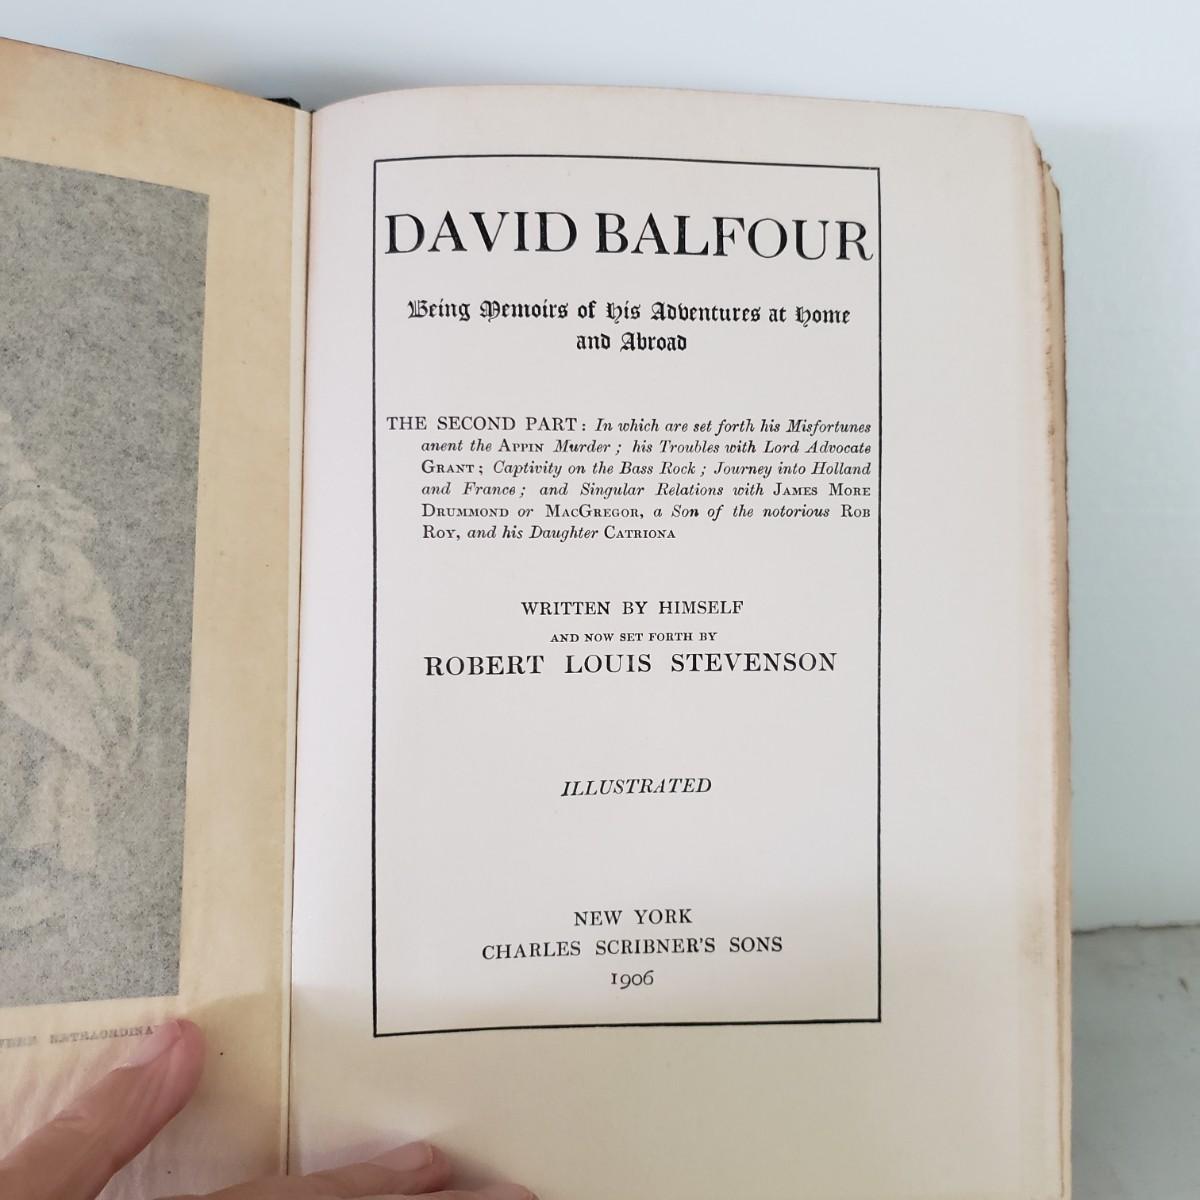 DAVID BALFOUR
Being Memoirs of his Adventures at Home
and Abroad
THE SECOND PART: In which are set forth his Misfortunes
anent the APPIN Murder; his Troubles with Lord Advocate
GRANT; Captivity on the Bass Rock; Journey into Holland
and France; and Singular Relations with JAMES MORE
DRUMMOND or MACGREGOR, a Son of the notorious ROB
ROY, and his Daughter CATRIONA
WRITTEN BY HIMSELF
AND NOW SET FORTH BY
ROBERT LOUIS STEVENSON
ILLUSTRATED
NEW YORK
CHARLES SCRIBNER'S SONS
1906